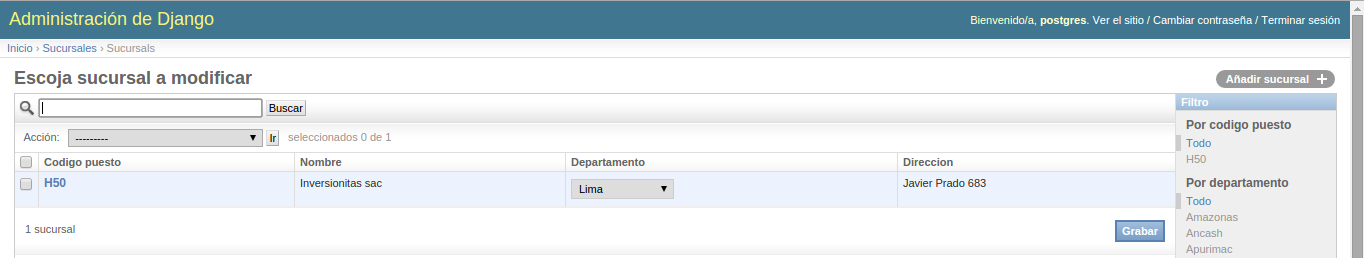 Administración de Django
Bienvenido/a, postgres. Ver el sitio / Cambiar contraseña / Terminar sesión
Inicio › Sucursales › Sucursals
Escoja sucursal a modificar
Añadir sucursal +
Buscar
Acción: --------- Ir seleccionados 0 de 1
Codigo puesto Nombre Departamento Direccion
H50 Inversionitas sac Lima Javier Prado 683
1 sucursal
Grabar
Filtro
Por codigo puesto
Todo
H50
Por departamento
Todo
Amazonas
Ancash
Apurimac